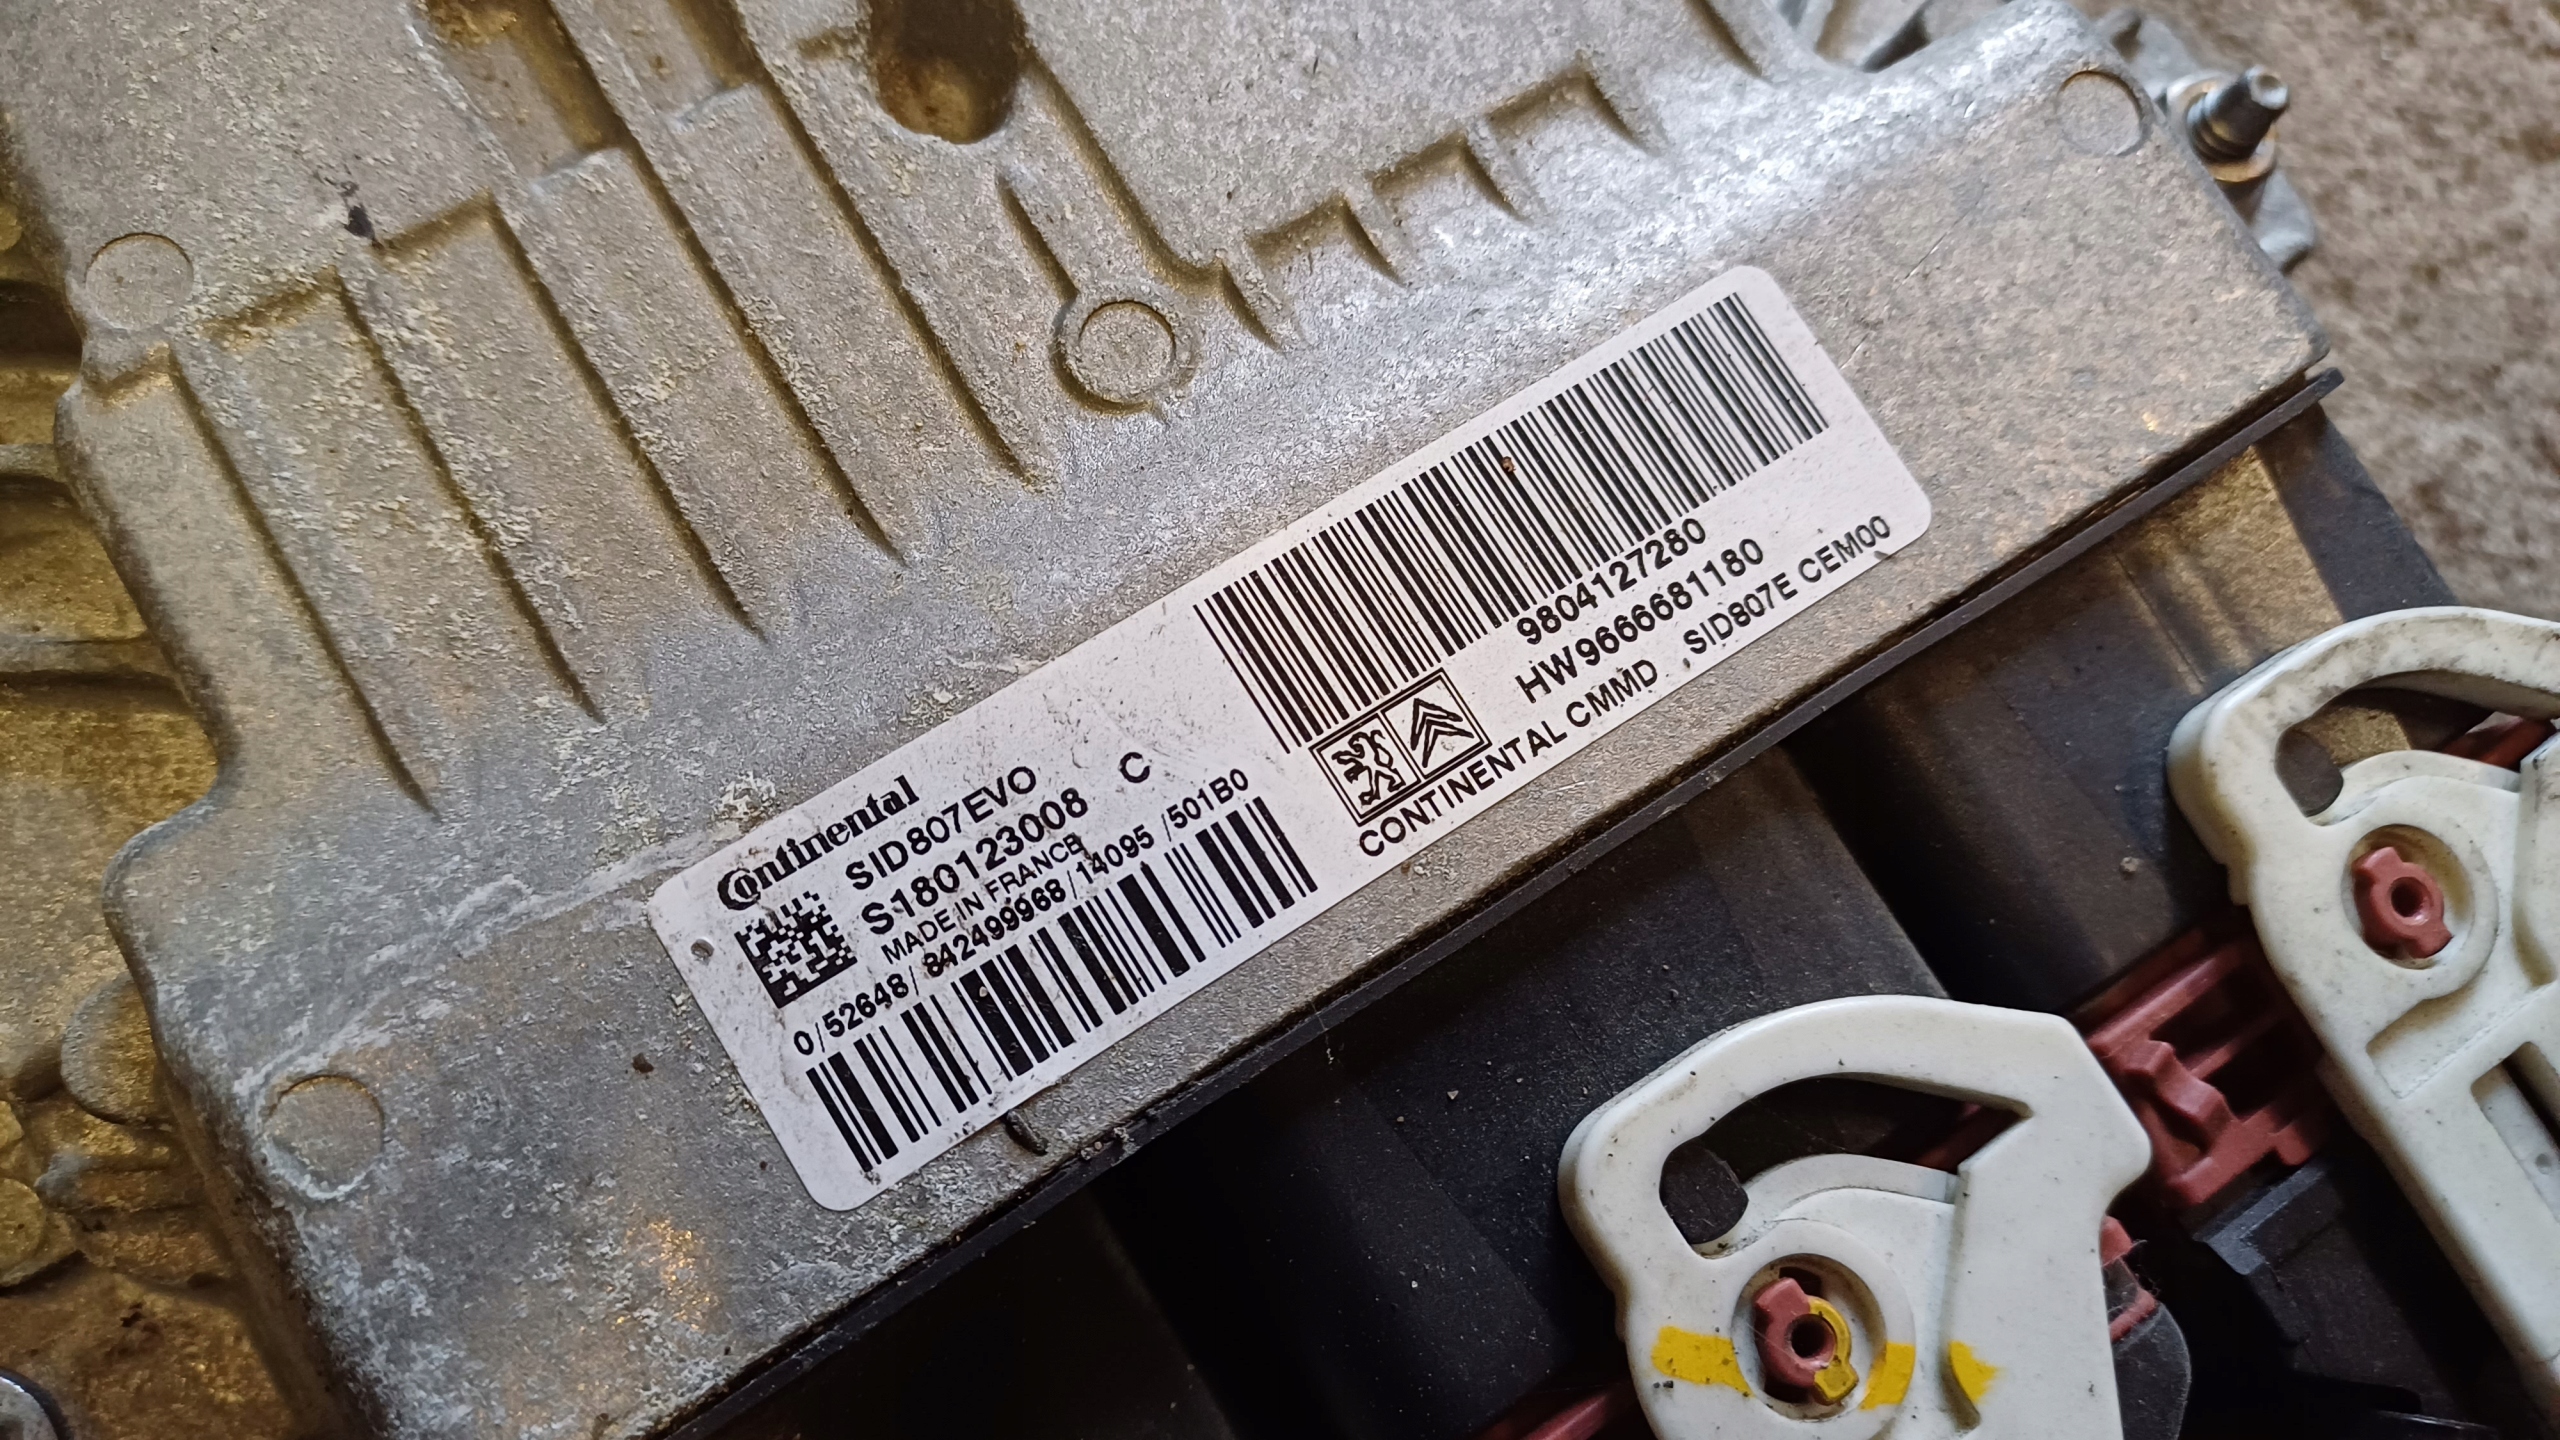 Continental
SID807EVO
S180123008 C
MADE IN FRANCE
0/52648/842499968/14095 /501B0
9804127280
HW9666681180
CONTINENTAL CMMD SID807E CEM00